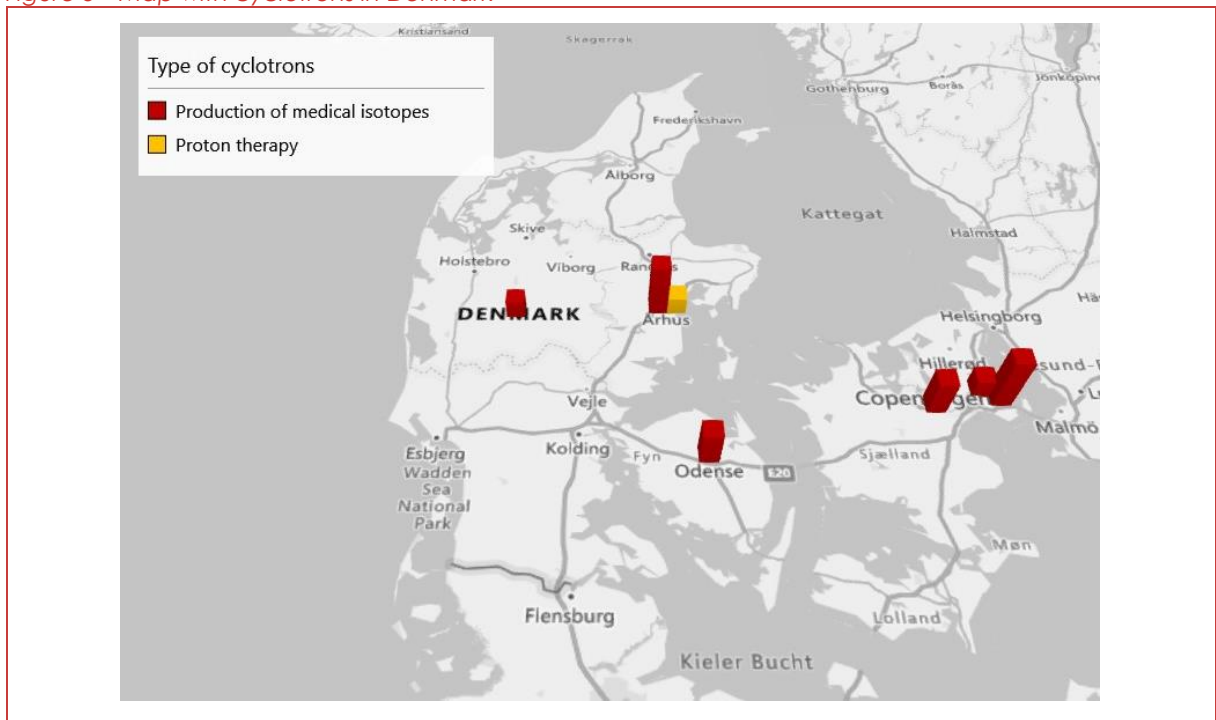 Kristiansand
Skagerrak
Type of cyclotrons
Production of medical isotopes
Proton therapy
Gothenburg
Borås
Frederikshavn
Ålborg
Kattegat
Skive
Halmstad
Holstebro
Viborg
DENMARK
Århus
Helsingborg
Hillerød
Malmö
Vejle
Kolding
Fyn
Odense
E20
Sjælland
Esbjerg
Wadden
Sea
National
Park
Møn
Flensburg
Lolland
Kieler Bucht